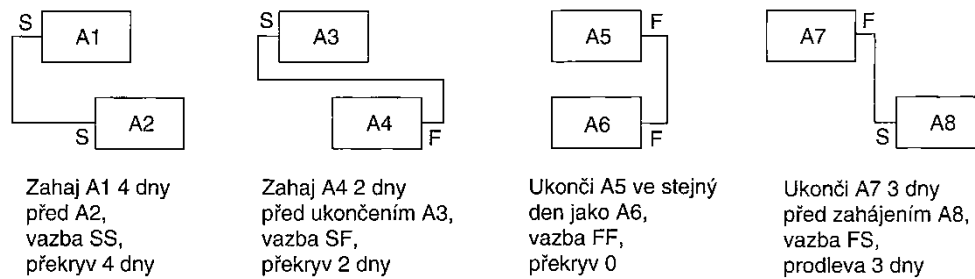 S
A1
S
A2
Zahaj A1 4 dny
před A2,
vazba SS,
překryv 4 dny
S
A3
A4
F
Zahaj A4 2 dny
před ukončením A3,
vazba SF,
překryv 2 dny
F
A5
A6
F
Ukonči A5 ve stejný
den jako A6,
vazba FF,
překryv 0
F
A7
S
A8
Ukonči A7 3 dny
před zahájením A8,
vazba FS,
prodleva 3 dny